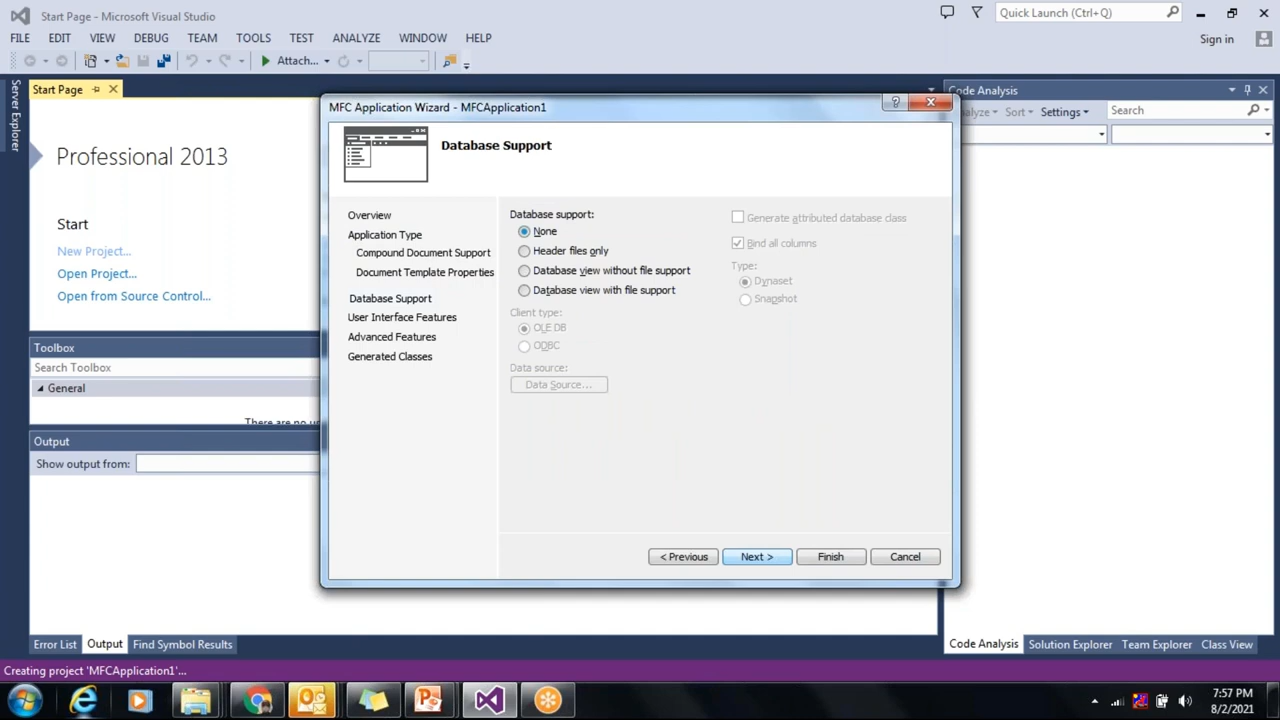 Start Page - Microsoft Visual Studio
Quick Launch (Ctrl+Q)
FILE EDIT VIEW DEBUG TEAM TOOLS TEST ANALYZE WINDOW HELP
Sign in
Attach...
Server Explorer
Start Page
Professional 2013
Start
New Project...
Open Project...
Open from Source Control...
Toolbox
Search Toolbox
General
There are no u
Output
Show output from:
MFC Application Wizard - MFCApplication1
?
Database Support
Overview
Application Type
Compound Document Support
Document Template Properties
Database Support
User Interface Features
Advanced Features
Generated Classes
Database support:
None
Header files only
Database view without file support
Database view with file support
Client type:
OLE DB
ODBC
Data source:
Data Source...
Generate attributed database class
Bind all columns
Type:
Dynaset
Snapshot
< Previous Next > Finish Cancel
Code Analysis
alyze Sort Settings Search
Error List Output Find Symbol Results
Code Analysis Solution Explorer Team Explorer Class View
Creating project 'MFCApplication1'...
7:57 PM
8/2/2021